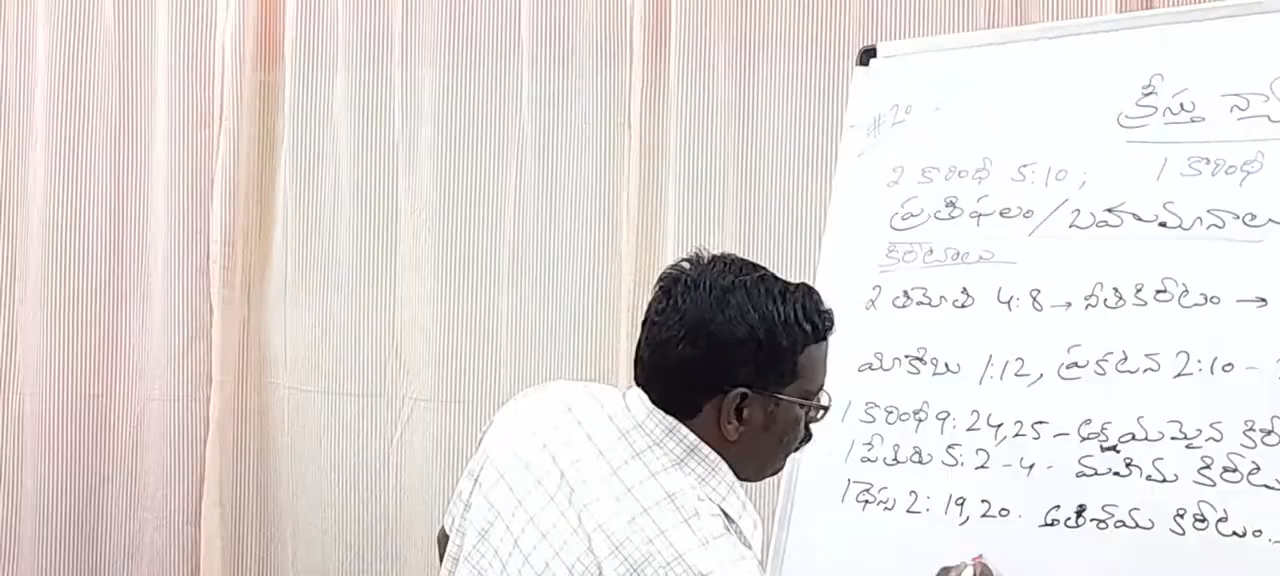 #20
క్రీస్తు
2 కొరింథి 5:10; 1 కొరింథి
ప్రతిఫలం/బహుమానాలు
కిరీటాలు
2 తిమోతి 4:8→ నీతికిరీటం →
యాకోబు 1:12, ప్రకటన 2:10 -
1 కొరింథి 9: 24,25 - అక్షయమైన
1 పేతురు 5: 2-4 - మహిమ
1థెస్స 2: 19,20. అతిశయ కిరీటం.